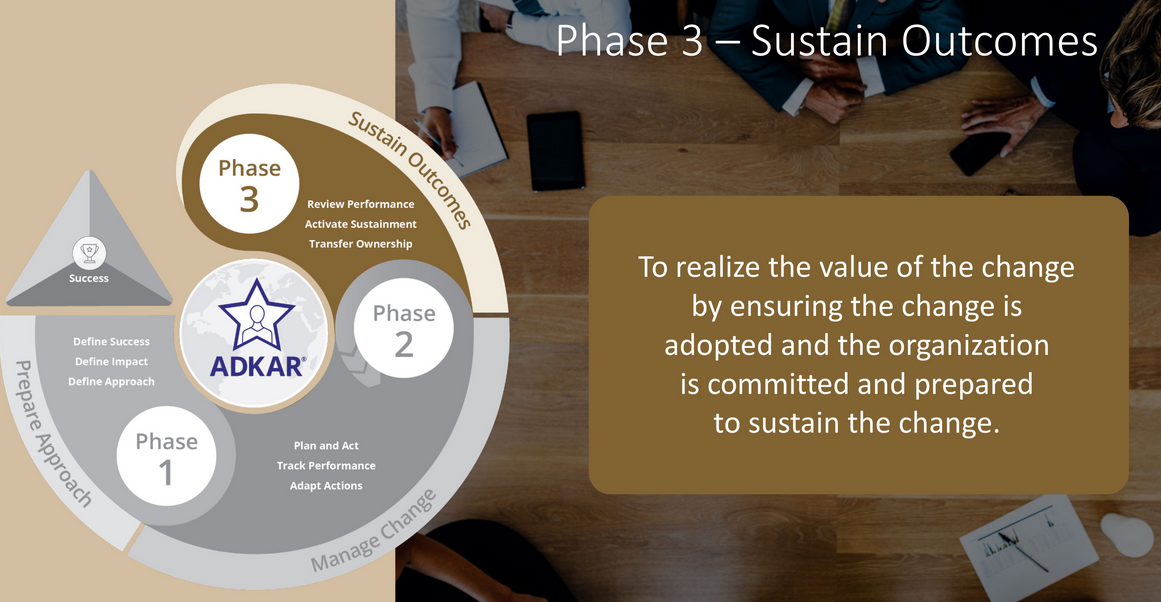 Phase 3 – Sustain Outcomes
Sustain Outcomes
Phase
3
Review Performance
Activate Sustainment
Transfer Ownership
Success
ADKAR®
Phase
2
Define Success
Define Impact
Define Approach
Prepare Approach
Phase
1
Plan and Act
Track Performance
Adapt Actions
Manage Change
To realize the value of the change
by ensuring the change is
adopted and the organization
is committed and prepared
to sustain the change.